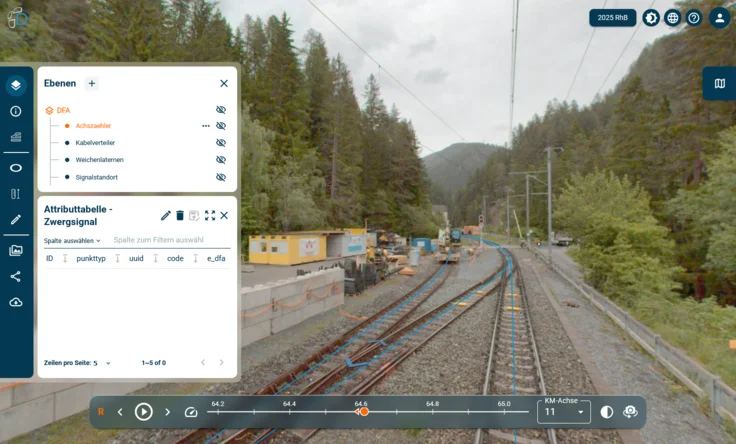 2025 RhB
Ebenen
DFA
Achszaehler
Kabelverteiler
Weichenlaternen
Signalstandort
Attributtabelle -
Zwergsignal
Spalte auswählen
Spalte zum Filtern auswähl
ID punkttyp uuid code e_dfa
Zeilen pro Seite: 5 1–5 of 0
R
64.2 64.4 64.6 64.8 65.0
KM-Achse
11